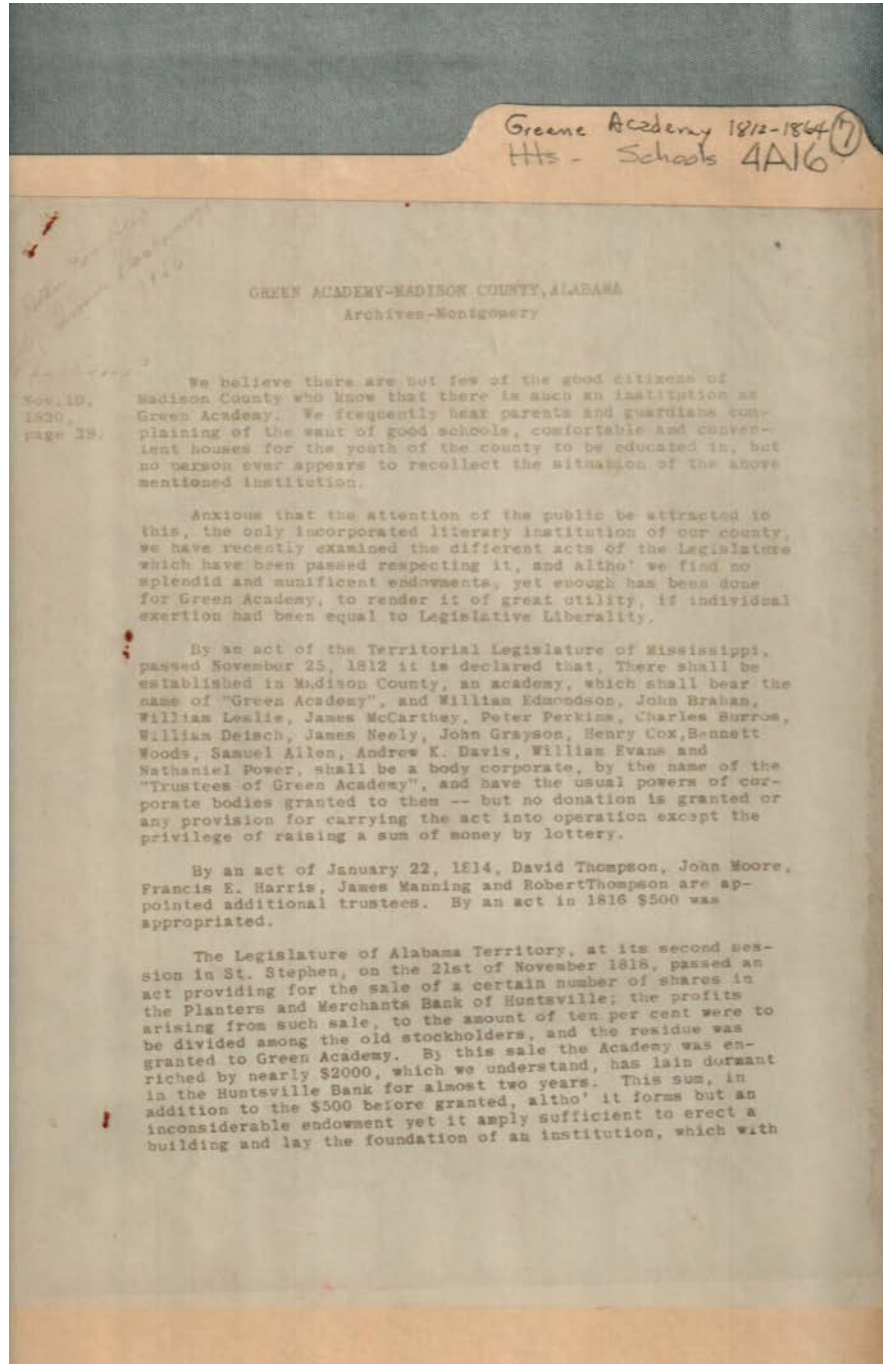 Greene Academy 1812-1864 7
Hts - Schools 4A16
GREEN ACADEMY-MADISON COUNTY, ALABAMA
Archives-Montgomery
Nov. 10,
1820,
page 29.
We believe there are but few of the good citizens of
Madison County who know that there is such an institution as
Green Academy. We frequently hear parents and guardians com-
plaining of the want of good schools, comfortable and conven-
ient houses for the youth of the county to be educated in, but
no person ever appears to recollect the situation of the above
mentioned institution.
Anxious that the attention of the public be attracted to
this, the only incorporated literary institution of our county,
we have recently examined the different acts of the Legislature
which have been passed respecting it, and altho' we find no
splendid and munificent endowments, yet enough has been done
for Green Academy, to render it of great utility, if individual
exertion had been equal to Legislative Liberality.
By an act of the Territorial Legislature of Mississippi,
passed November 25, 1812 it is declared that, There shall be
established in Madison County, an academy, which shall bear the
name of "Green Academy", and William Edmondson, John Brahan,
William Leslie, James McCarthey, Peter Perkins, Charles Burrow,
William Deisch, James Neely, John Grayson, Henry Cox,Bennett
Woods, Samuel Allen, Andrew K. Davis, William Evans and
Nathaniel Power, shall be a body corporate, by the name of the
"Trustees of Green Academy", and have the usual powers of cor-
porate bodies granted to them -- but no donation is granted or
any provision for carrying the act into operation except the
privilege of raising a sum of money by lottery.
By an act of January 22, 1814, David Thompson, John Moore,
Francis E. Harris, James Manning and RobertThompson are ap-
pointed additional trustees. By an act in 1816 $500 was
appropriated.
The Legislature of Alabama Territory, at its second ses-
sion in St. Stephen, on the 21st of November 1818, passed an
act providing for the sale of a certain number of shares in
the Planters and Merchants Bank of Huntsville; the profits
arising from such sale, to the amount of ten per cent were to
be divided among the old stockholders, and the residue was
granted to Green Academy. By this sale the Academy was en-
riched by nearly $2000, which we understand, has lain dormant
in the Huntsville Bank for almost two years. This sum, in
addition to the $500 before granted, altho' it forms but an
inconsiderable endowment yet it amply sufficient to erect a
building and lay the foundation of an institution, which with